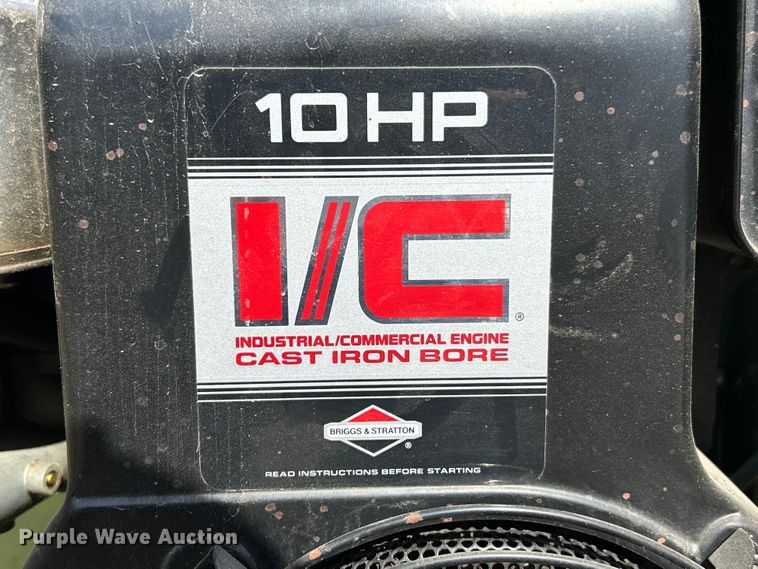 10 HP
I/C®
INDUSTRIAL/COMMERCIAL ENGINE
CAST IRON BORE
BRIGGS & STRATTON®
READ INSTRUCTIONS BEFORE STARTING
Purple Wave Auction